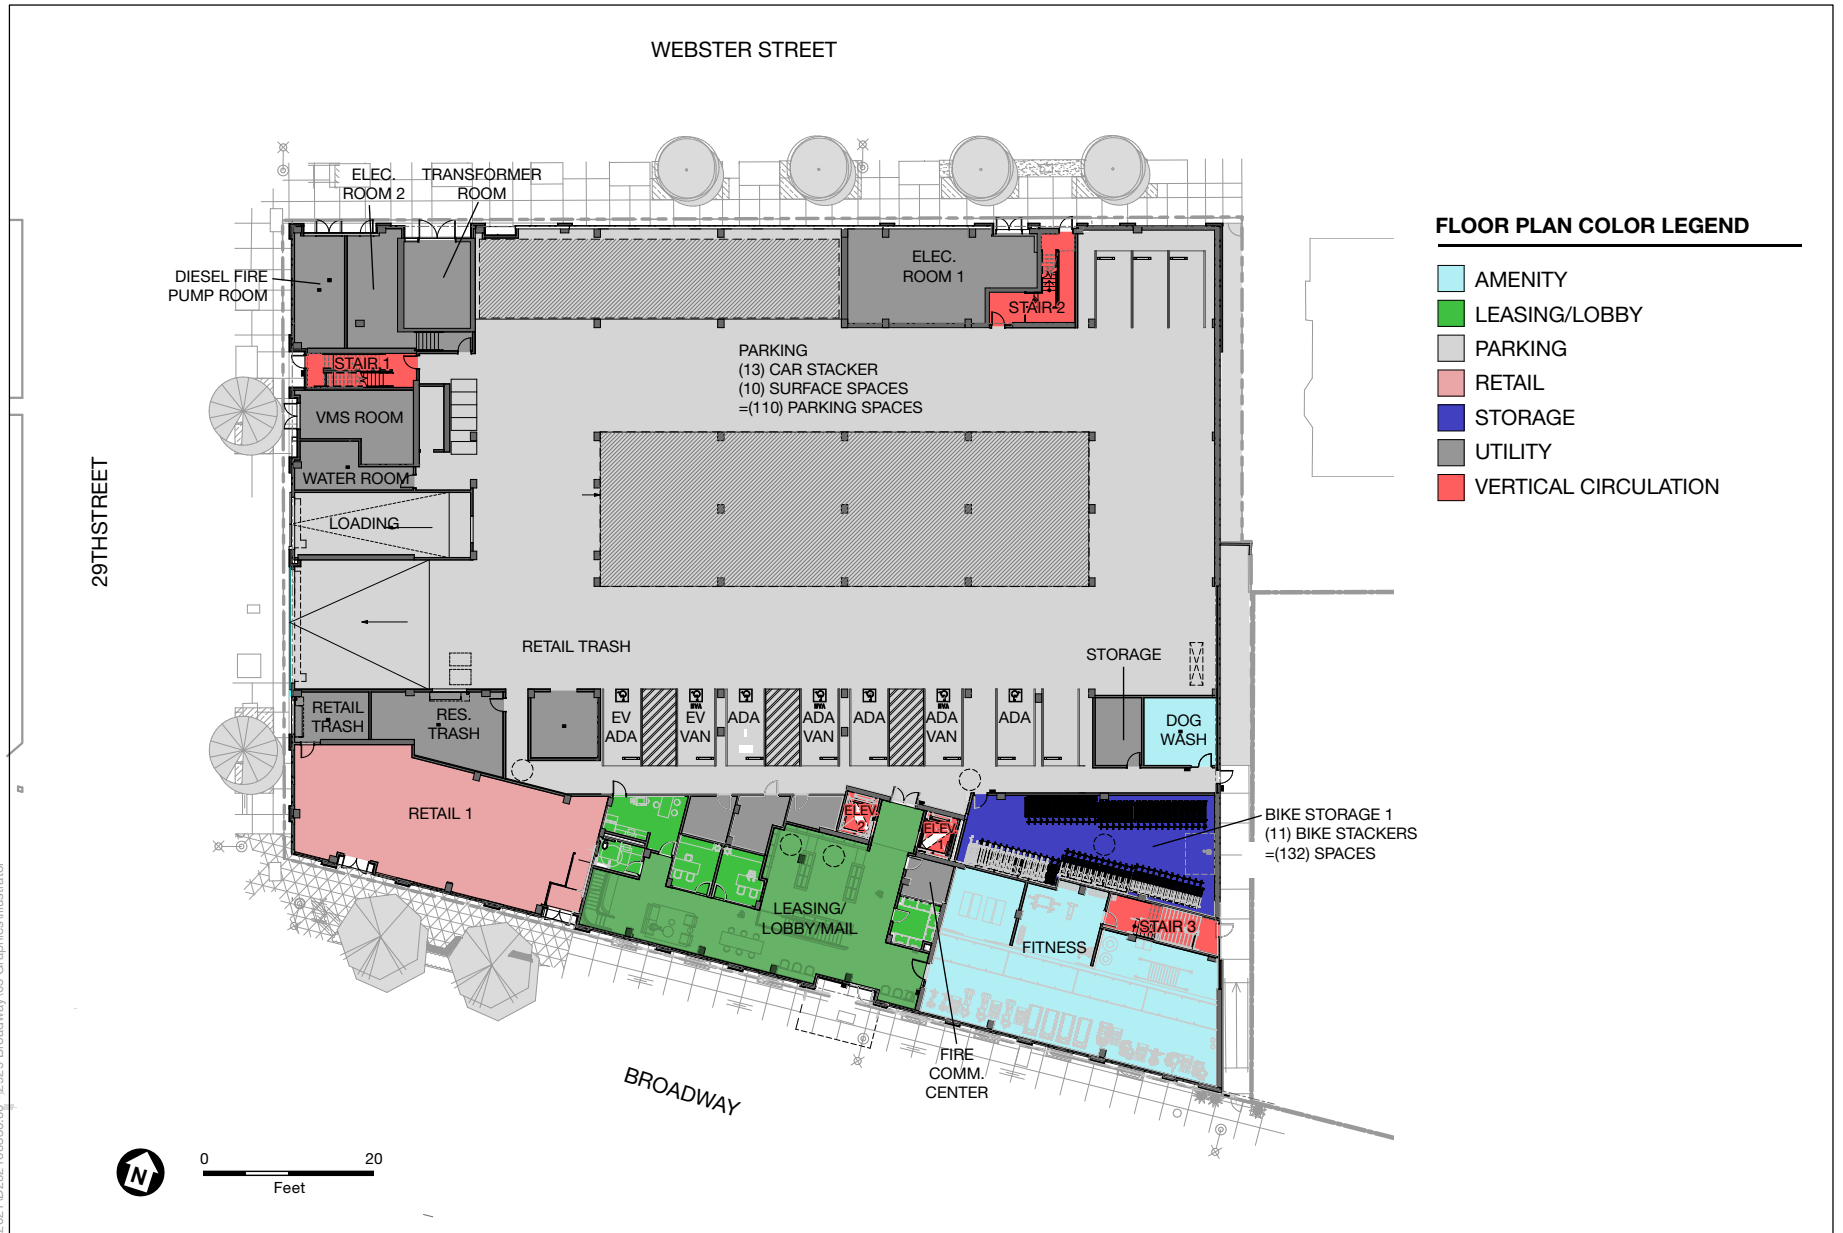 WEBSTER STREET
ELEC.
ROOM 2
TRANSFORMER
ROOM
DIESEL FIRE
PUMP ROOM
ELEC.
ROOM 1
STAIR 2
STAIR 1
PARKING
(13) CAR STACKER
(10) SURFACE SPACES
=(110) PARKING SPACES
VMS ROOM
WATER ROOM
LOADING
29THSTREET
RETAIL TRASH
STORAGE
RETAIL
TRASH
RES.
TRASH
EV
ADA
EV
VAN
ADA
ADA
VAN
ADA
ADA
VAN
ADA
DOG
WASH
RETAIL 1
ELEV.
2
ELEV.
BIKE STORAGE 1
(11) BIKE STACKERS
=(132) SPACES
LEASING/
LOBBY/MAIL
FITNESS
STAIR 3
FIRE
COMM.
CENTER
BROADWAY
N
0 20
Feet
FLOOR PLAN COLOR LEGEND
AMENITY
LEASING/LOBBY
PARKING
RETAIL
STORAGE
UTILITY
VERTICAL CIRCULATION